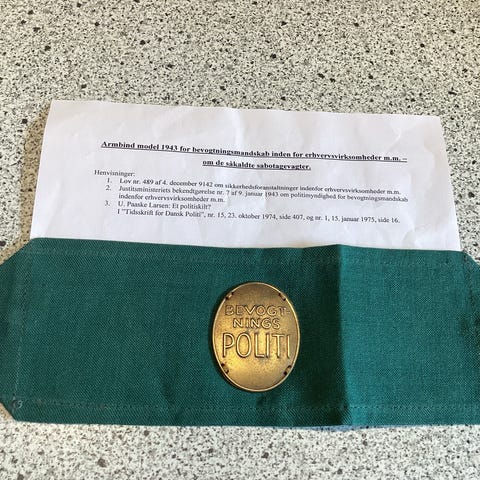 Armbind model 1943 for bevogtningsmandskab inden for erhvervsvirksomheder m.m. –
om de såkaldte sabotagevagter.
Henvisninger:
1. Lov nr. 489 af 4. december 9142 om sikkerhedsforanstaltninger indenfor erhvervsvirksomheder m.m.
2. Justitsministeriets bekendtgørelse nr. 7 af 9. januar 1943 om politimyndighed for bevogtningsmandskab
indenfor erhvervsvirksomheder m.m.
3. U. Paaske Larsen: Et politiskilt?
I "Tidsskrift for Dansk Politi", nr. 15, 23. oktober 1974, side 407, og nr. 1, 15. januar 1975, side 16.
BEVOGT
NINGS
POLITI